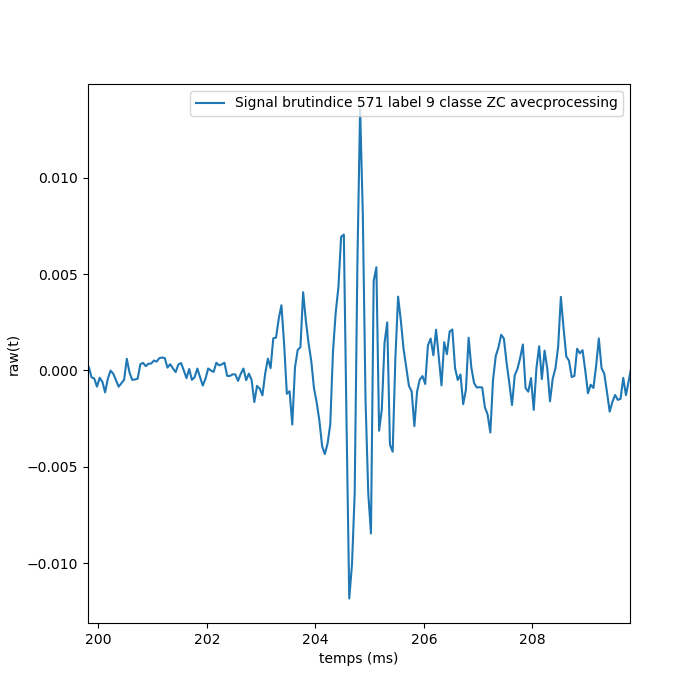 Signal brutindice 571 label 9 classe ZC avecprocessing
0.010
0.005
0.000
−0.005
−0.010
raw(t)
200 202 204 206 208
temps (ms)